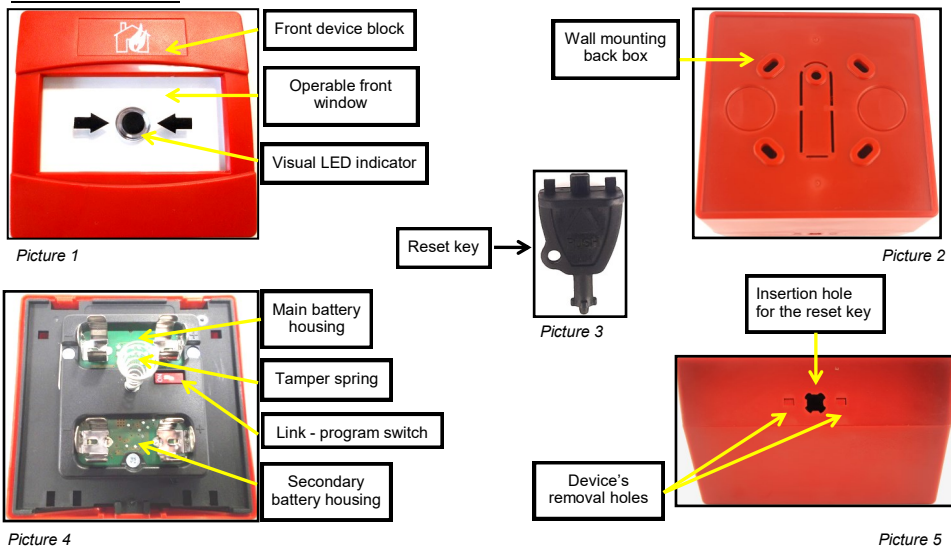 Front device block
Operable front
window
Visual LED indicator
Picture 1
Wall mounting
back box
Picture 2
Reset key
Picture 3
Main battery
housing
Tamper spring
Link - program switch
Secondary
battery housing
Picture 4
Insertion hole
for the reset key
Device's
removal holes
Picture 5